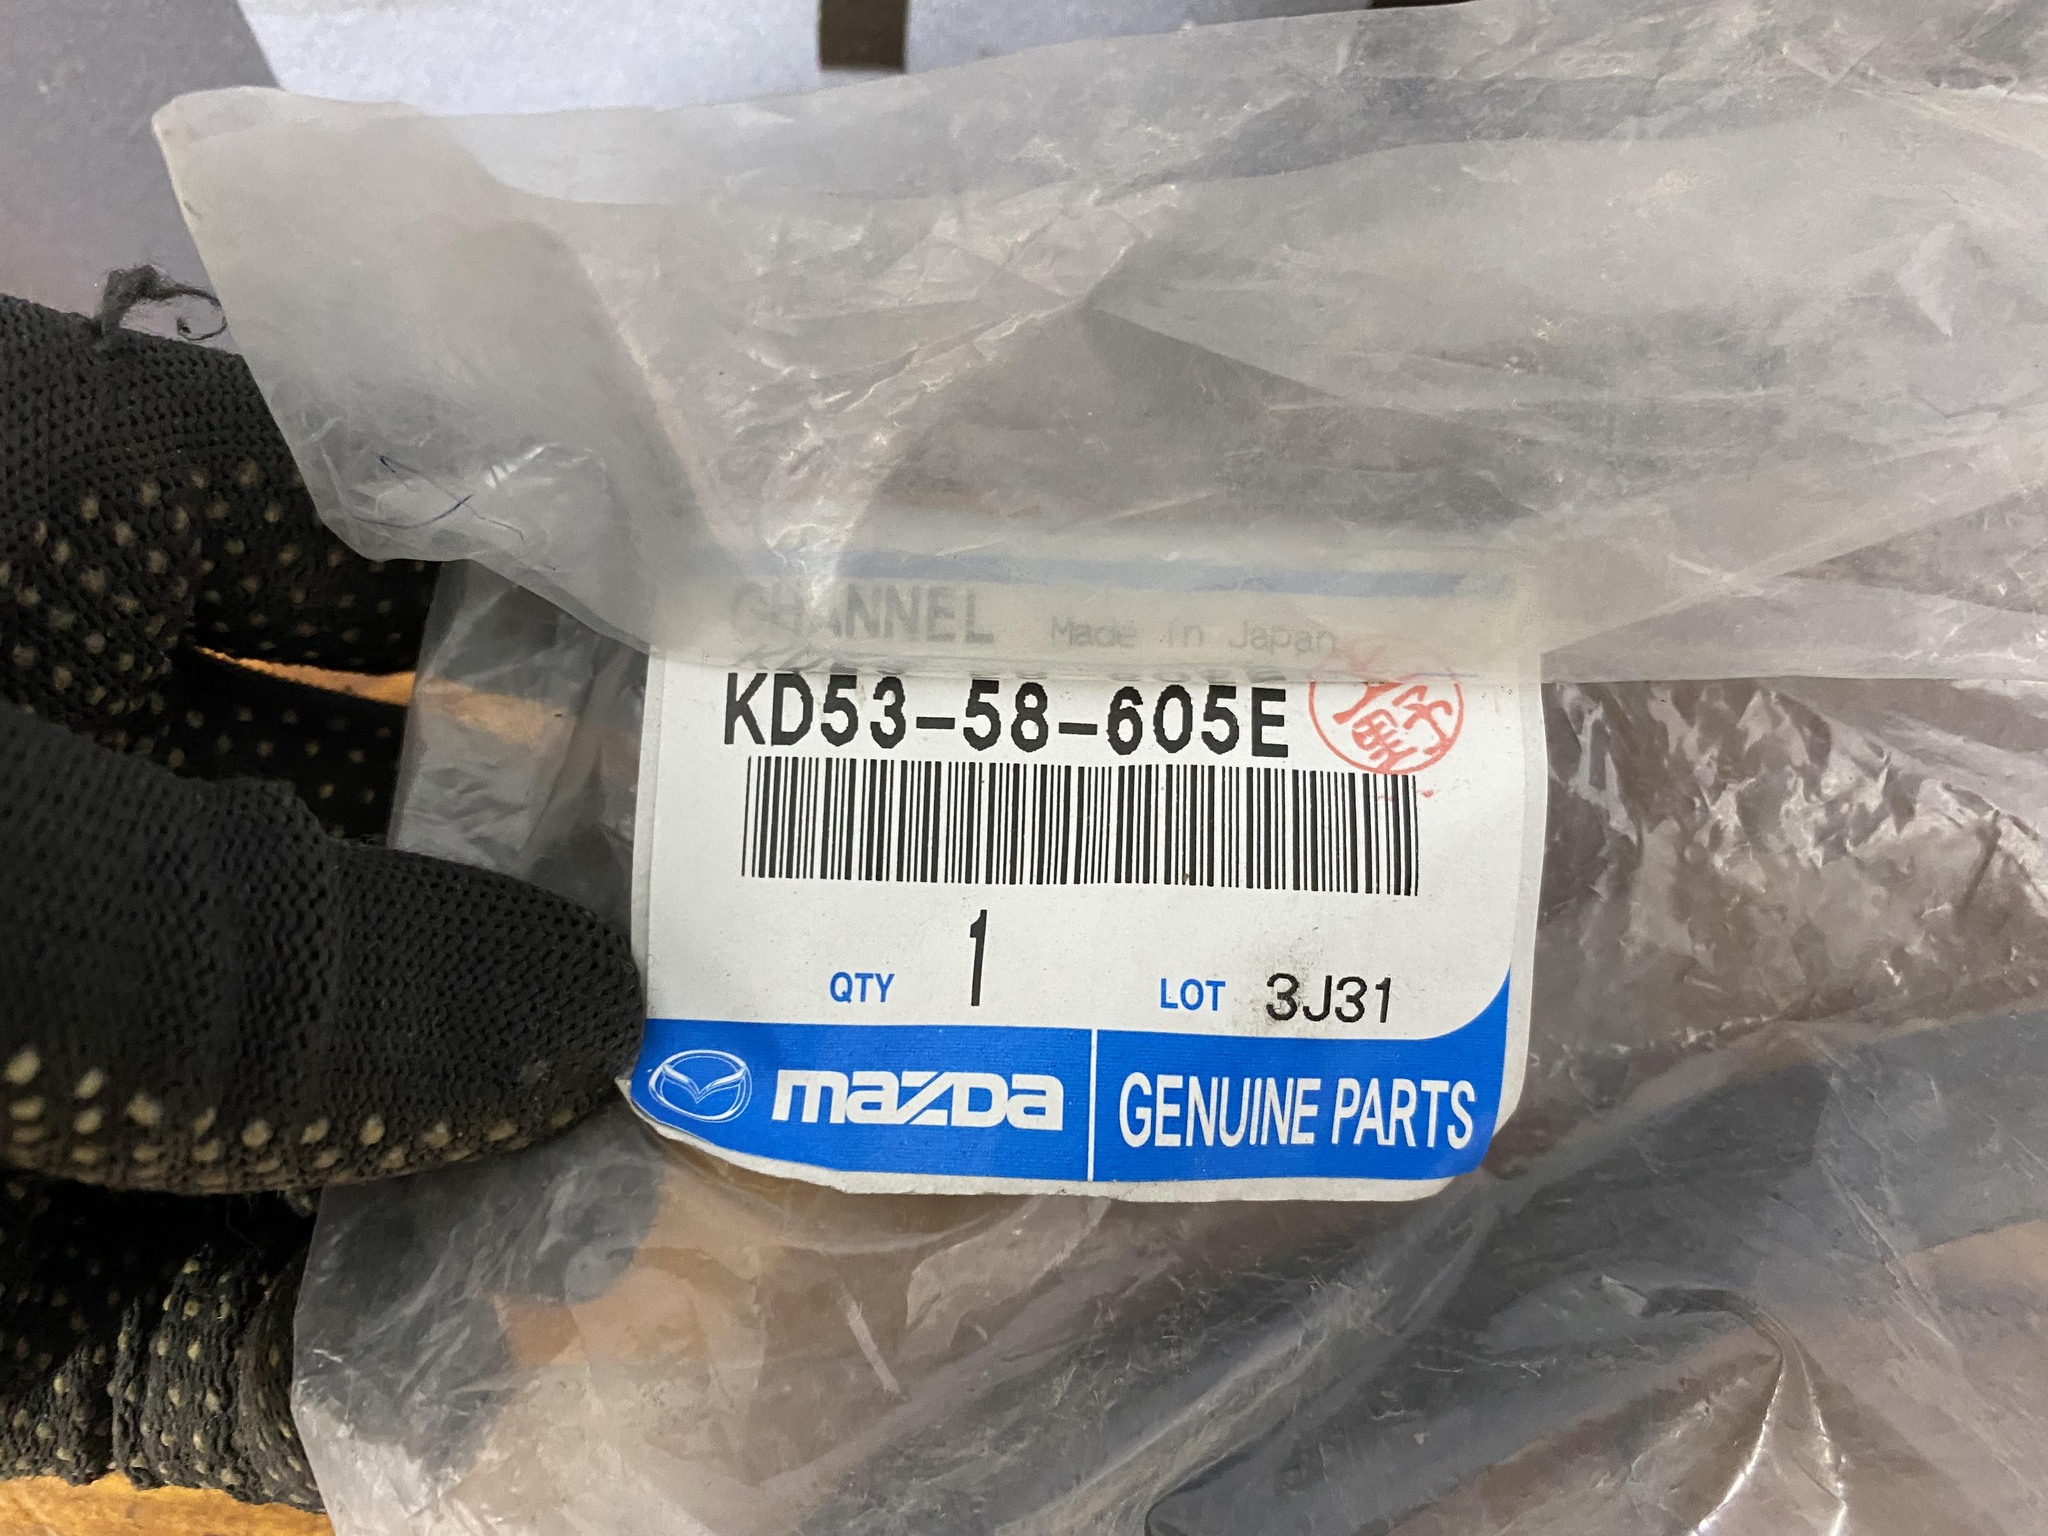 CHANNEL Made in Japan
KD53-58-605E
QTY 1 LOT 3J31
mazda GENUINE PARTS